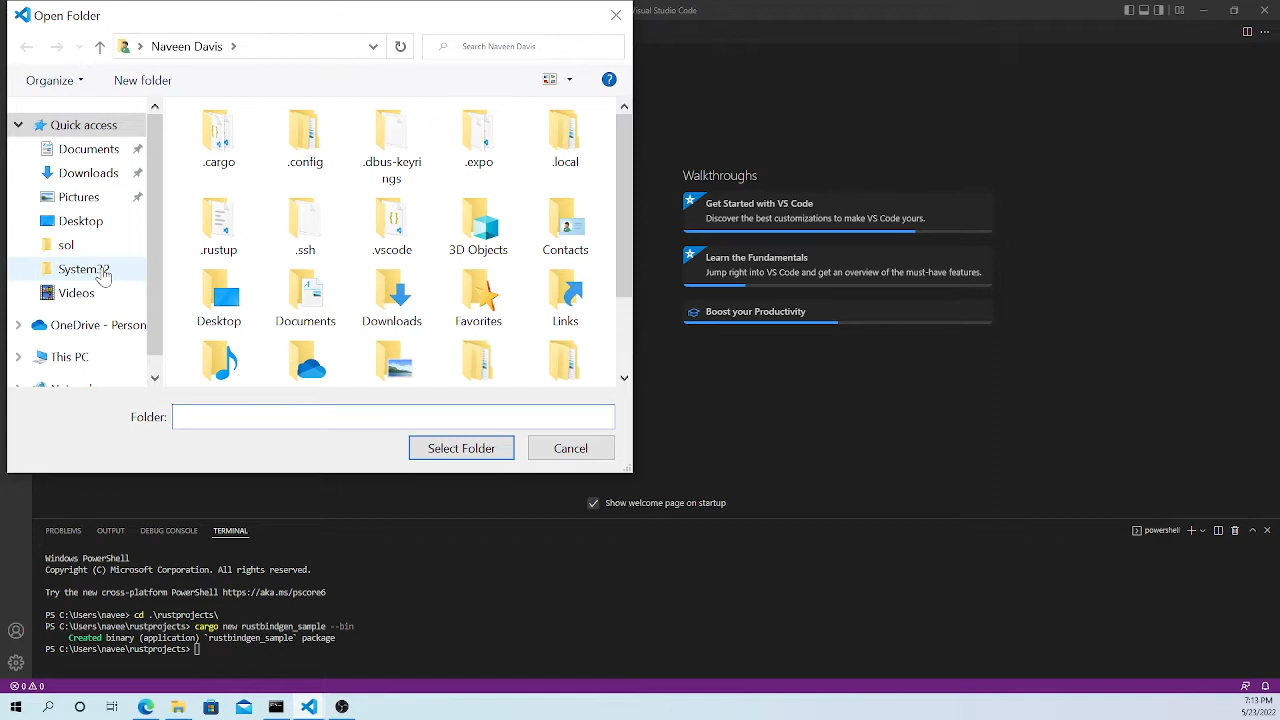 Open Folder
Visual Studio Code
Naveen Davis
Search Naveen Davis
Organize
New folder
Quick access
Documents
Downloads
Pictures
Desktop
sol
System32
Videos
OneDrive - Person
This PC
.cargo
.config
.dbus-keyri
ngs
.expo
.local
.rustup
.ssh
.vscode
3D Objects
Contacts
Desktop
Documents
Downloads
Favorites
Links
Folder:
Select Folder
Cancel
Walkthroughs
Get Started with VS Code
Discover the best customizations to make VS Code yours.
Learn the Fundamentals
Jump right into VS Code and get an overview of the must-have features.
Boost your Productivity
Show welcome page on startup
PROBLEMS
OUTPUT
DEBUG CONSOLE
TERMINAL
powershell
Windows PowerShell
Copyright (C) Microsoft Corporation. All rights reserved.
Try the new cross-platform PowerShell https://aka.ms/pscore6
PS C:\Users\navee> cd .\rustprojects\
PS C:\Users\navee\rustprojects> cargo new rustbindgen_sample --bin
Created binary (application) `rustbindgen_sample` package
PS C:\Users\navee\rustprojects>
0 0
7:13 PM
5/23/2022